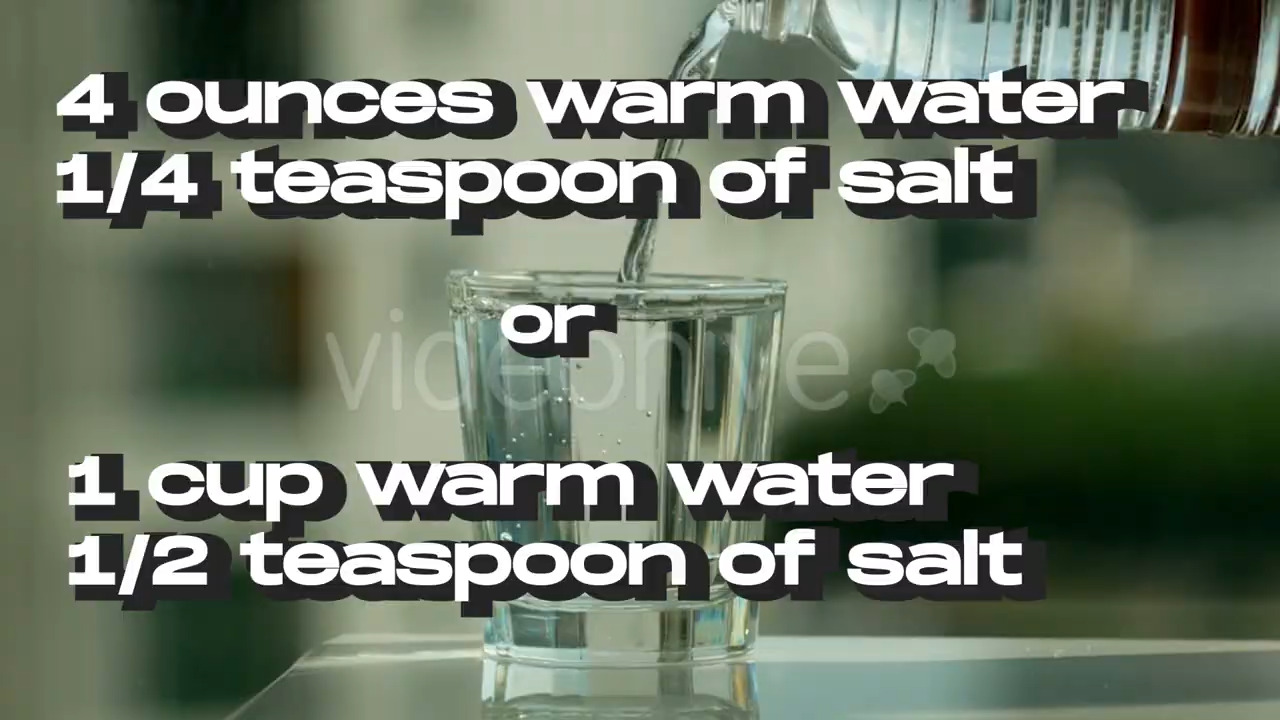 4 ounces warm water
1/4 teaspoon of salt
or
videohive
1 cup warm water
1/2 teaspoon of salt